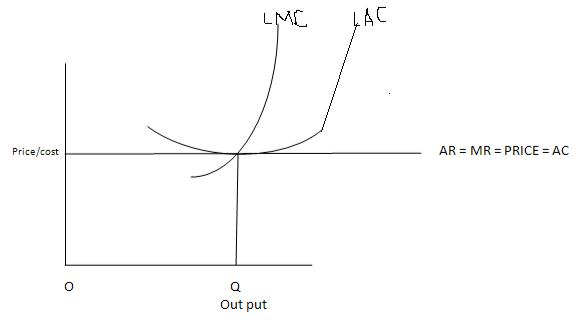 LMC LAC
Price/cost
AR = MR = PRICE = AC
O Q
Out put